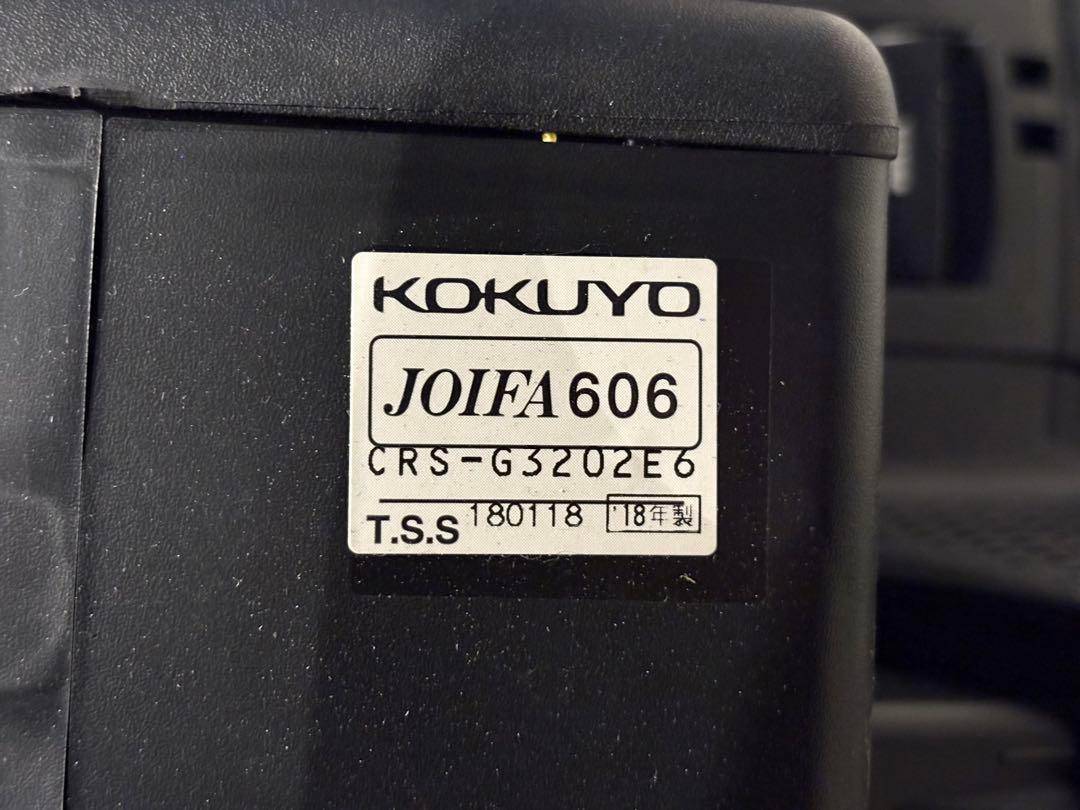 KOKUYO
JOIFA 606
CRS-G3202E6
T.S.S 180118 '18年製